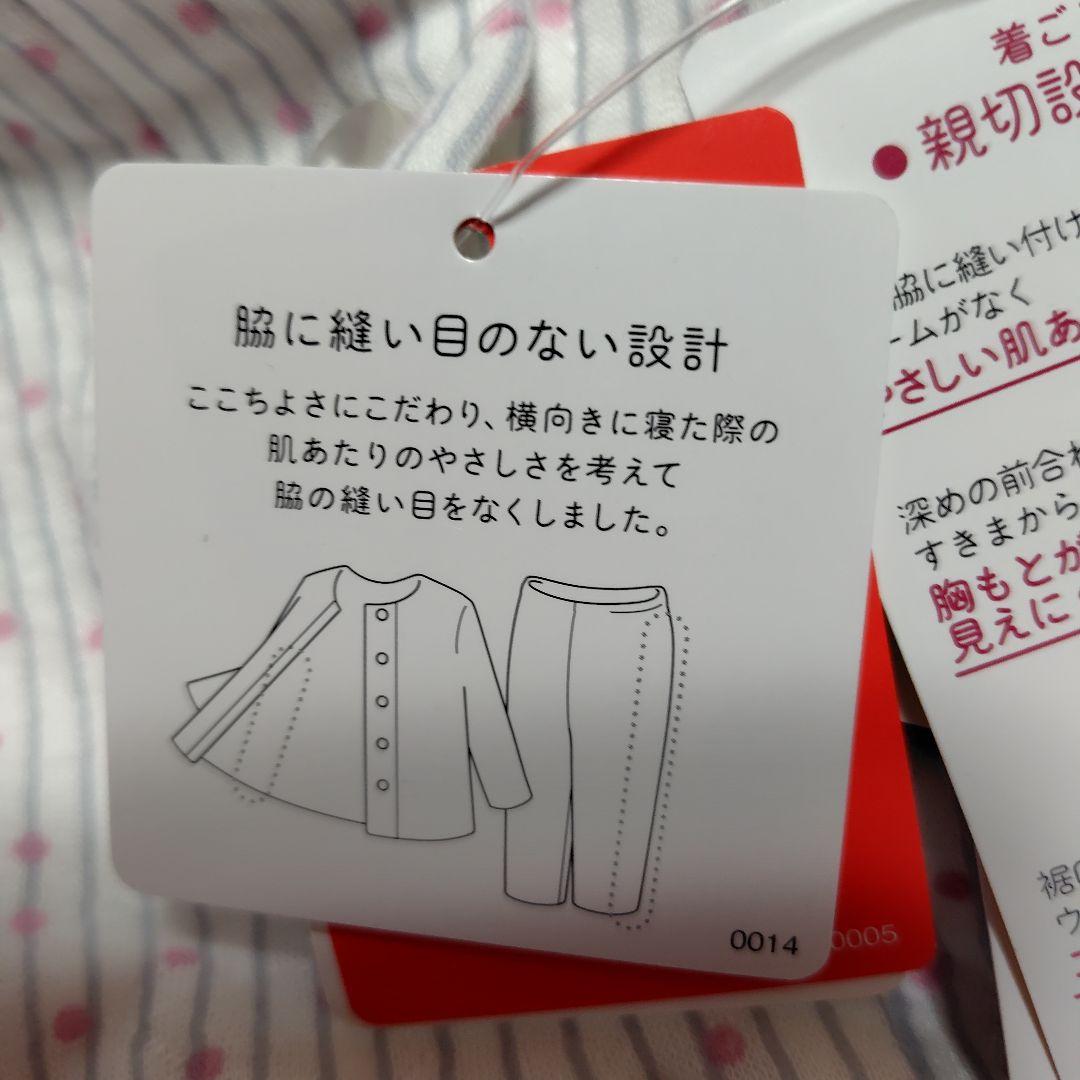 脇に縫い目のない設計
ここちよさにこだわり、横向きに寝た際の
肌あたりのやさしさを考えて
脇の縫い目をなくしました。
0014
0005
着ご
●親切設
脇に縫い付け
ームがなく
やさしい肌あ
深めの前合わ
すきまから
胸もとが
見えに
裾
ウ